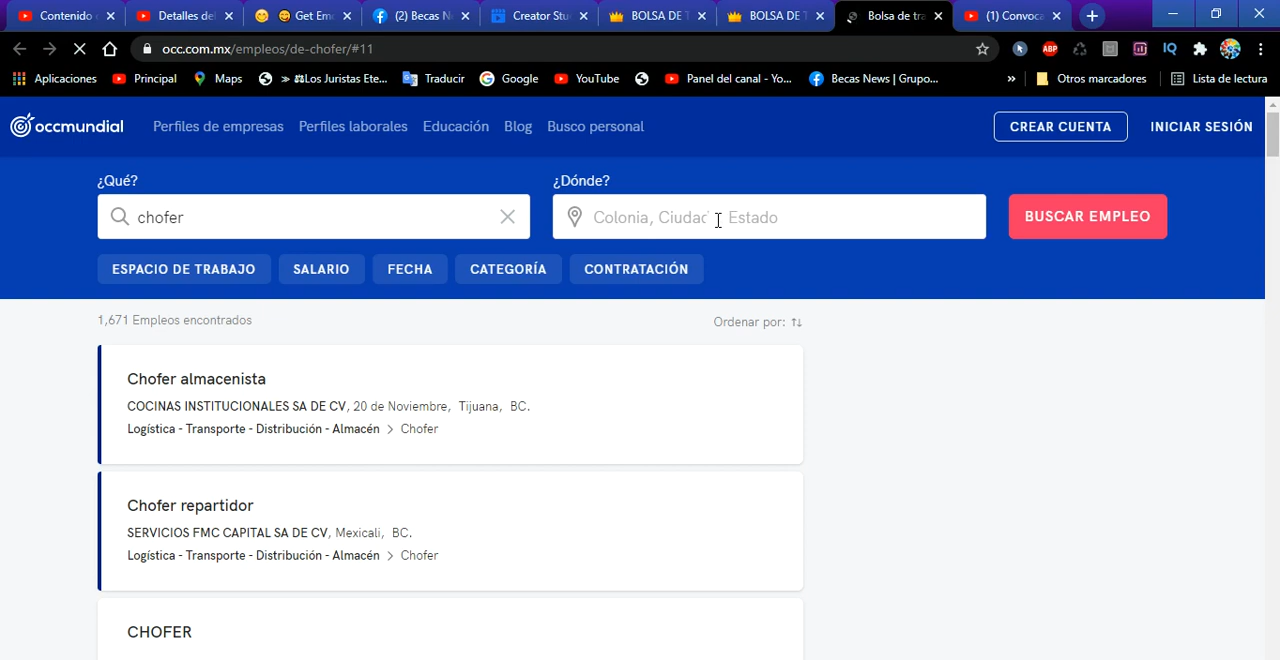 Contenido
Detalles del
Get Em
(2) Becas N
Creator Stu
BOLSA DE T
BOLSA DE T
Bolsa de tra
(1) Convoca
occ.com.mx/empleos/de-chofer/#11
ABP
IQ
Aplicaciones
Principal
Maps
» ⚖Los Juristas Ete...
Traducir
Google
YouTube
Panel del canal - Yo...
Becas News | Grupo...
»
Otros marcadores
Lista de lectura
occmundial
Perfiles de empresas
Perfiles laborales
Educación
Blog
Busco personal
CREAR CUENTA
INICIAR SESIÓN
¿Qué?
¿Dónde?
chofer
Colonia, Ciudad Estado
BUSCAR EMPLEO
ESPACIO DE TRABAJO
SALARIO
FECHA
CATEGORÍA
CONTRATACIÓN
1,671 Empleos encontrados
Ordenar por:
Chofer almacenista
COCINAS INSTITUCIONALES SA DE CV, 20 de Noviembre, Tijuana, BC.
Logística - Transporte - Distribución - Almacén > Chofer
Chofer repartidor
SERVICIOS FMC CAPITAL SA DE CV, Mexicali, BC.
Logística - Transporte - Distribución - Almacén > Chofer
CHOFER